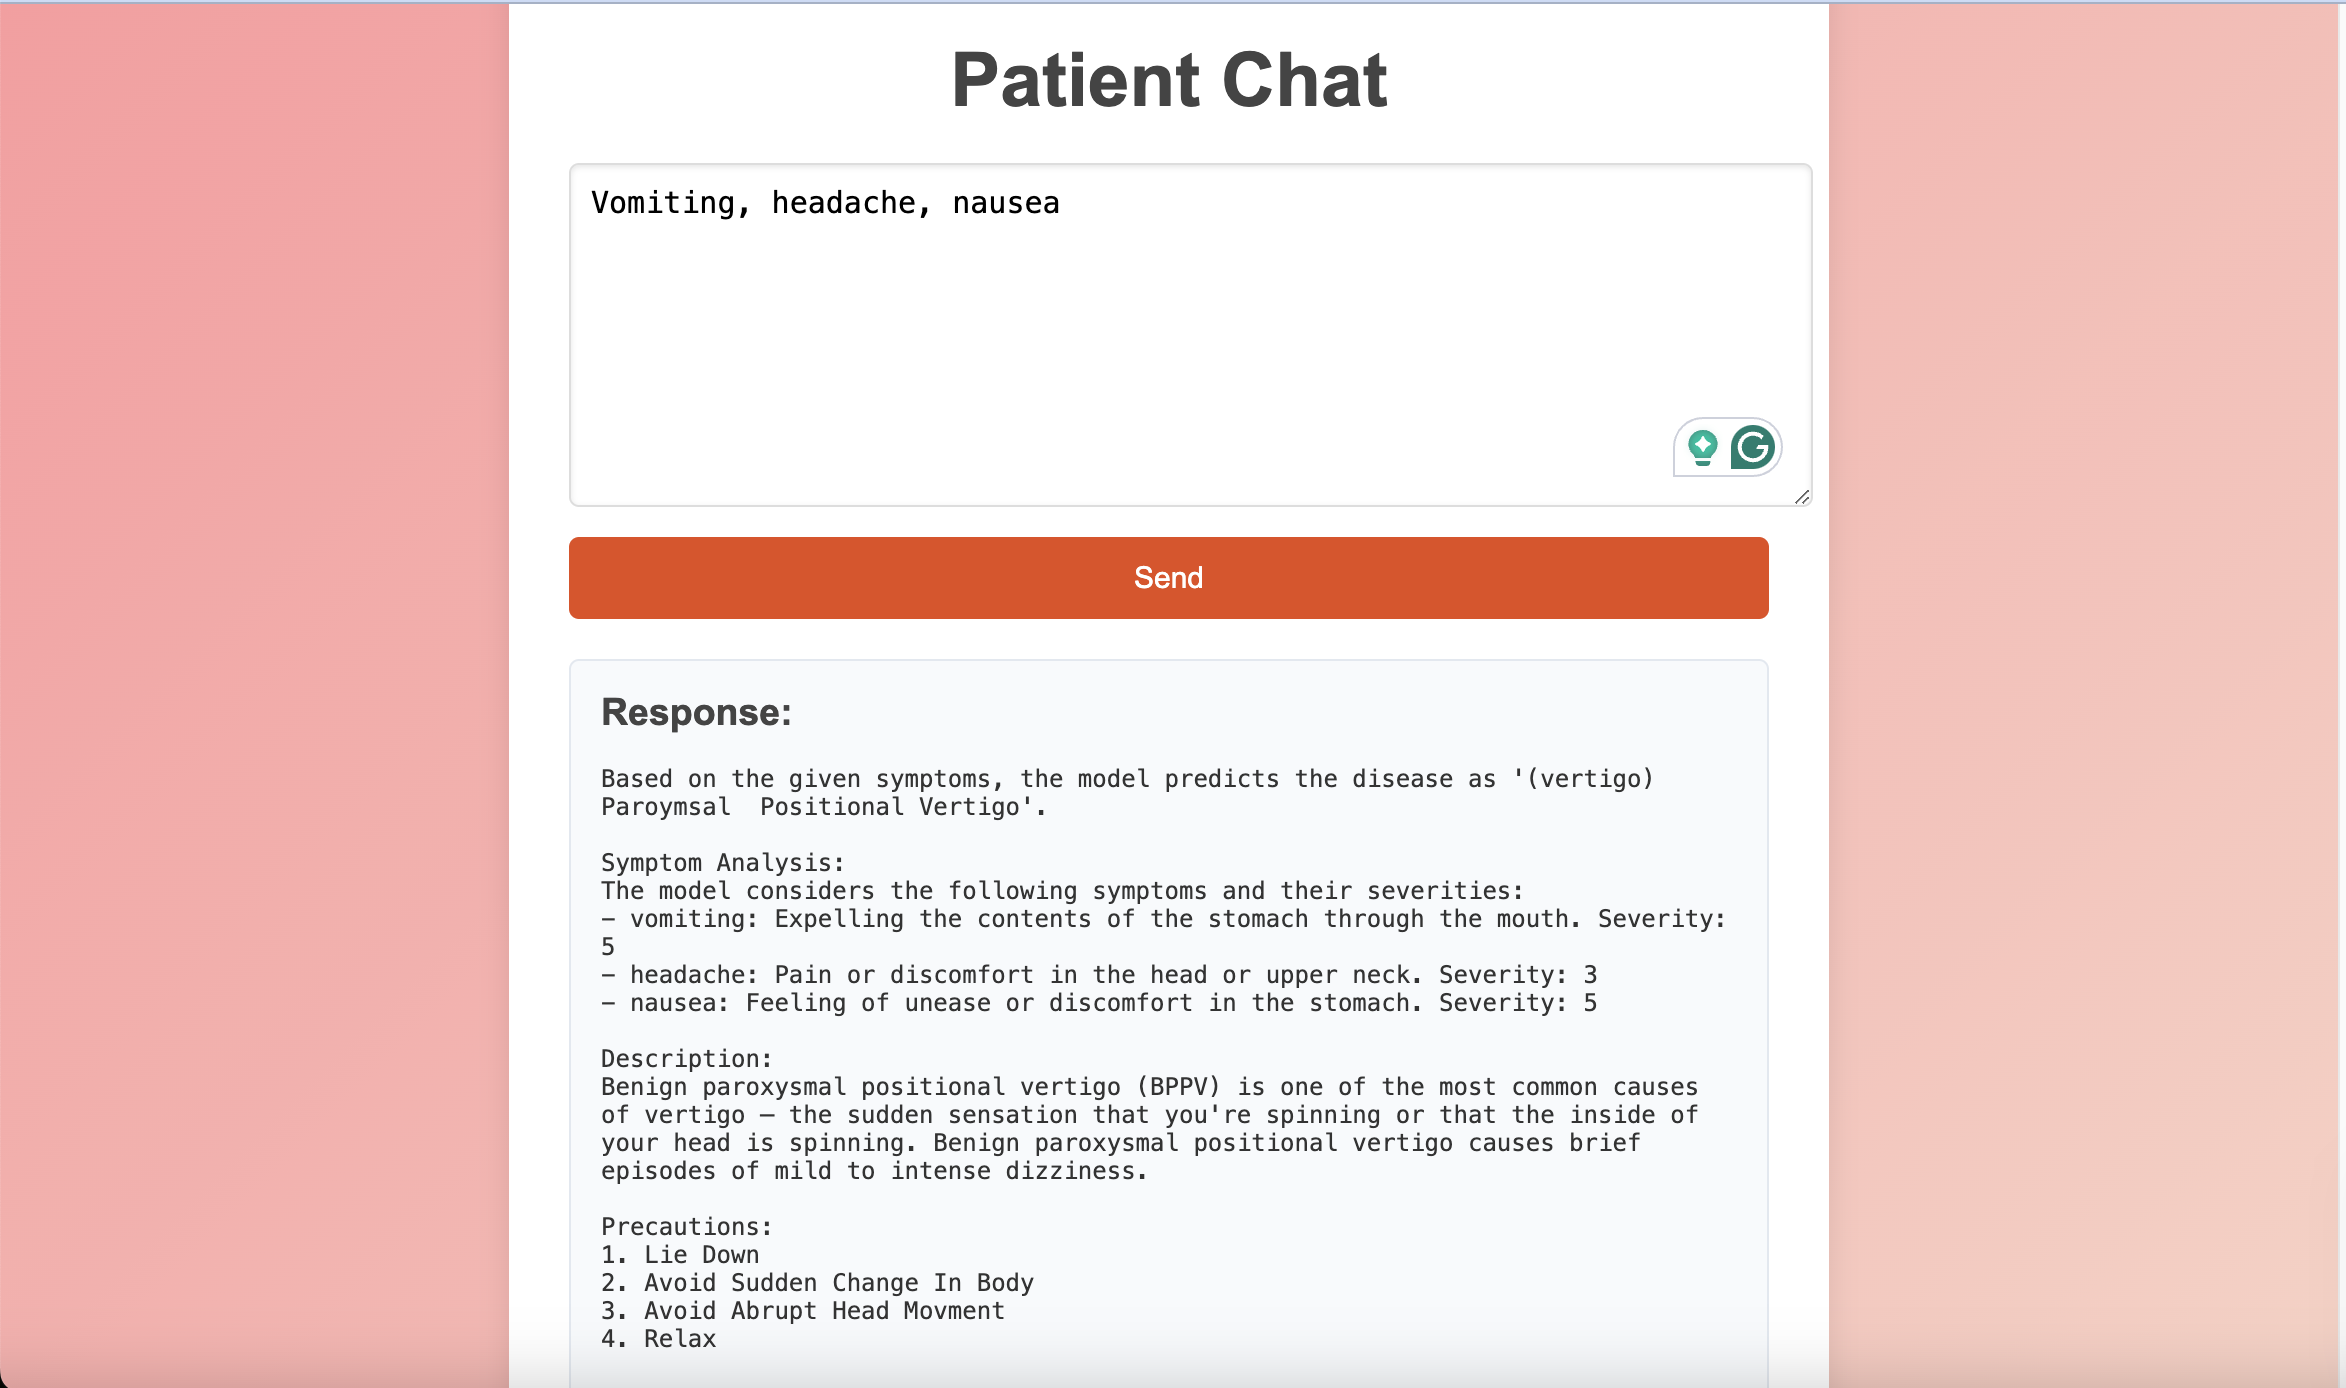 Patient Chat
Vomiting, headache, nausea
Send
Response:
Based on the given symptoms, the model predicts the disease as '(vertigo)
Paroymsal  Positional Vertigo'.
Symptom Analysis:
The model considers the following symptoms and their severities:
– vomiting: Expelling the contents of the stomach through the mouth. Severity:
5
– headache: Pain or discomfort in the head or upper neck. Severity: 3
– nausea: Feeling of unease or discomfort in the stomach. Severity: 5
Description:
Benign paroxysmal positional vertigo (BPPV) is one of the most common causes
of vertigo — the sudden sensation that you're spinning or that the inside of
your head is spinning. Benign paroxysmal positional vertigo causes brief
episodes of mild to intense dizziness.
Precautions:
1. Lie Down
2. Avoid Sudden Change In Body
3. Avoid Abrupt Head Movment
4. Relax